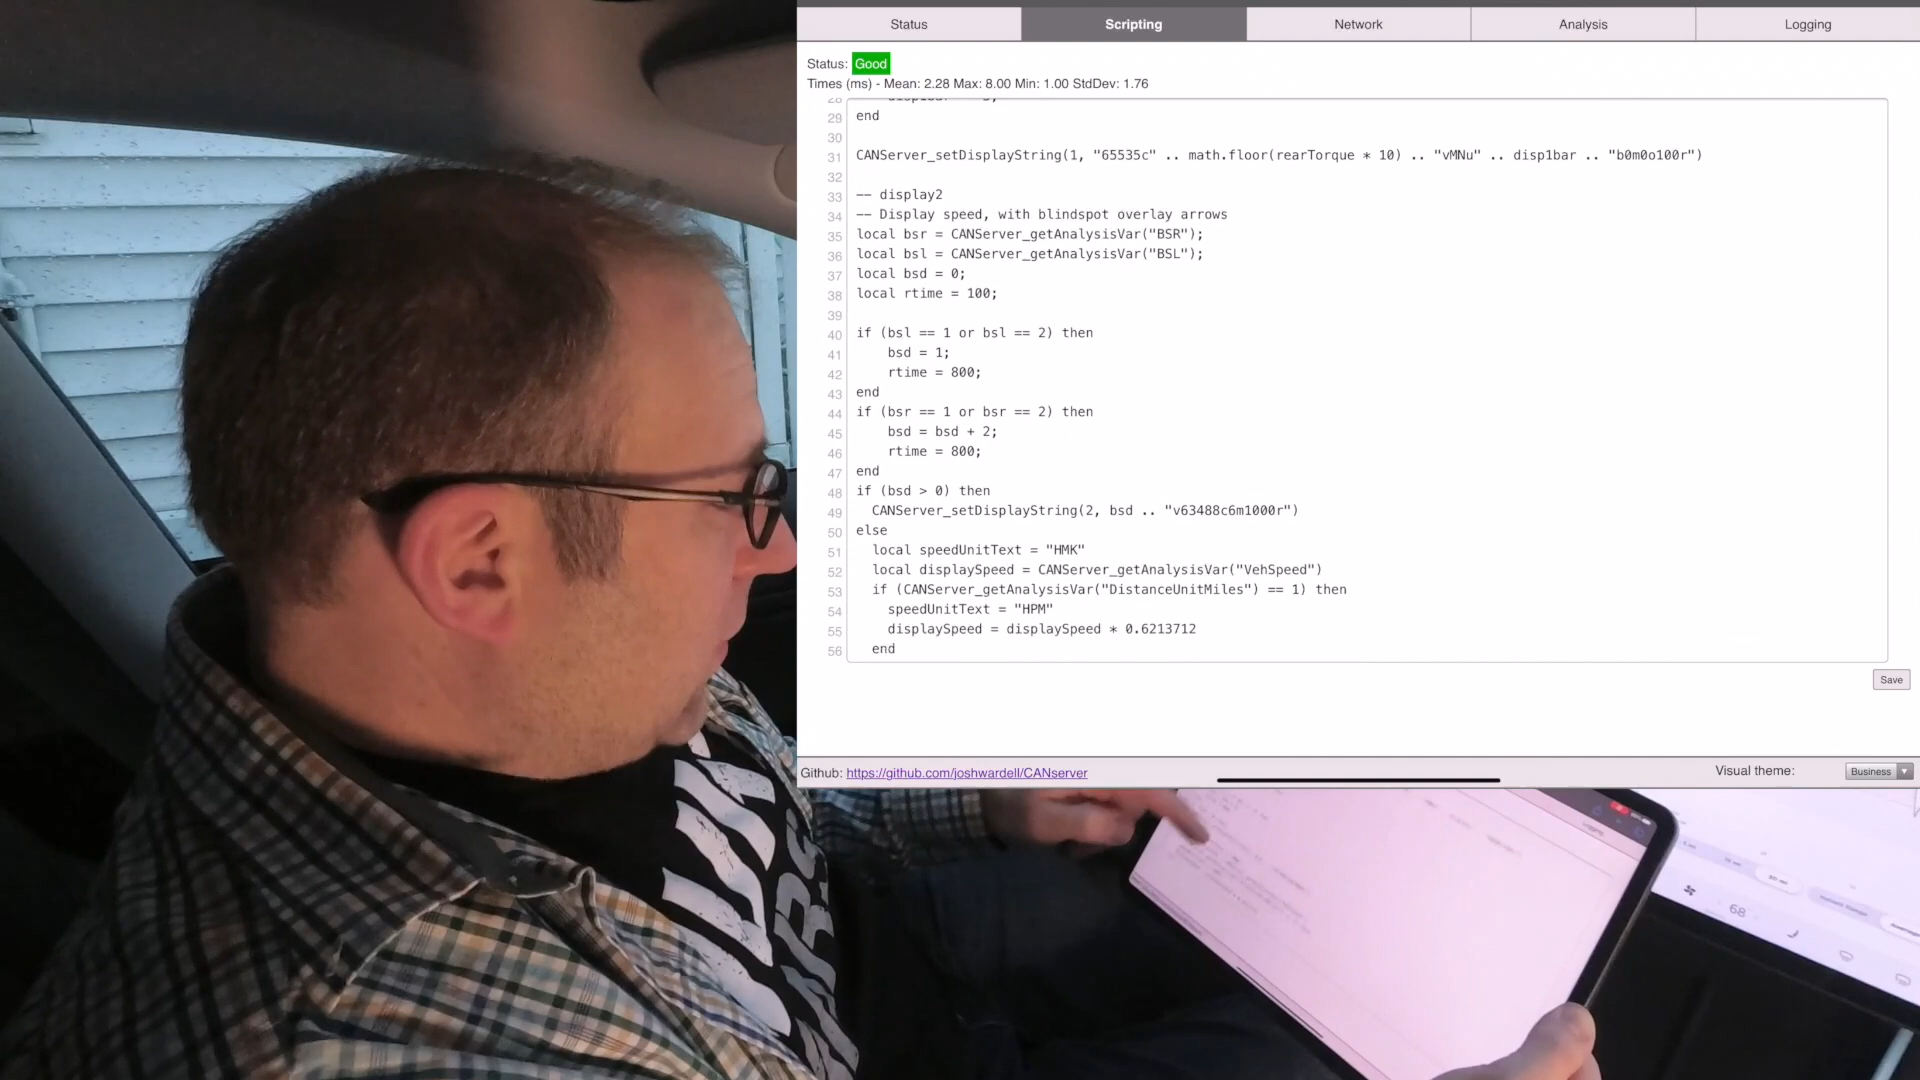 Status Scripting Network Analysis Logging
Status: Good
Times (ms) - Mean: 2.28 Max: 8.00 Min: 1.00 StdDev: 1.76
28
29 end
30
31 CANServer_setDisplayString(1, "65535c" .. math.floor(rearTorque * 10) .. "vMNu" .. disp1bar .. "b0m0o100r")
32
33 -- display2
34 -- Display speed, with blindspot overlay arrows
35 local bsr = CANServer_getAnalysisVar("BSR");
36 local bsl = CANServer_getAnalysisVar("BSL");
37 local bsd = 0;
38 local rtime = 100;
39
40 if (bsl == 1 or bsl == 2) then
41 bsd = 1;
42 rtime = 800;
43 end
44 if (bsr == 1 or bsr == 2) then
45 bsd = bsd + 2;
46 rtime = 800;
47 end
48 if (bsd > 0) then
49 CANServer_setDisplayString(2, bsd .. "v63488c6m1000r")
50 else
51 local speedUnitText = "HMK"
52 local displaySpeed = CANServer_getAnalysisVar("VehSpeed")
53 if (CANServer_getAnalysisVar("DistanceUnitMiles") == 1) then
54 speedUnitText = "HPM"
55 displaySpeed = displaySpeed * 0.6213712
56 end
Save
Github: https://github.com/joshwardell/CANserver
Visual theme: Business
68